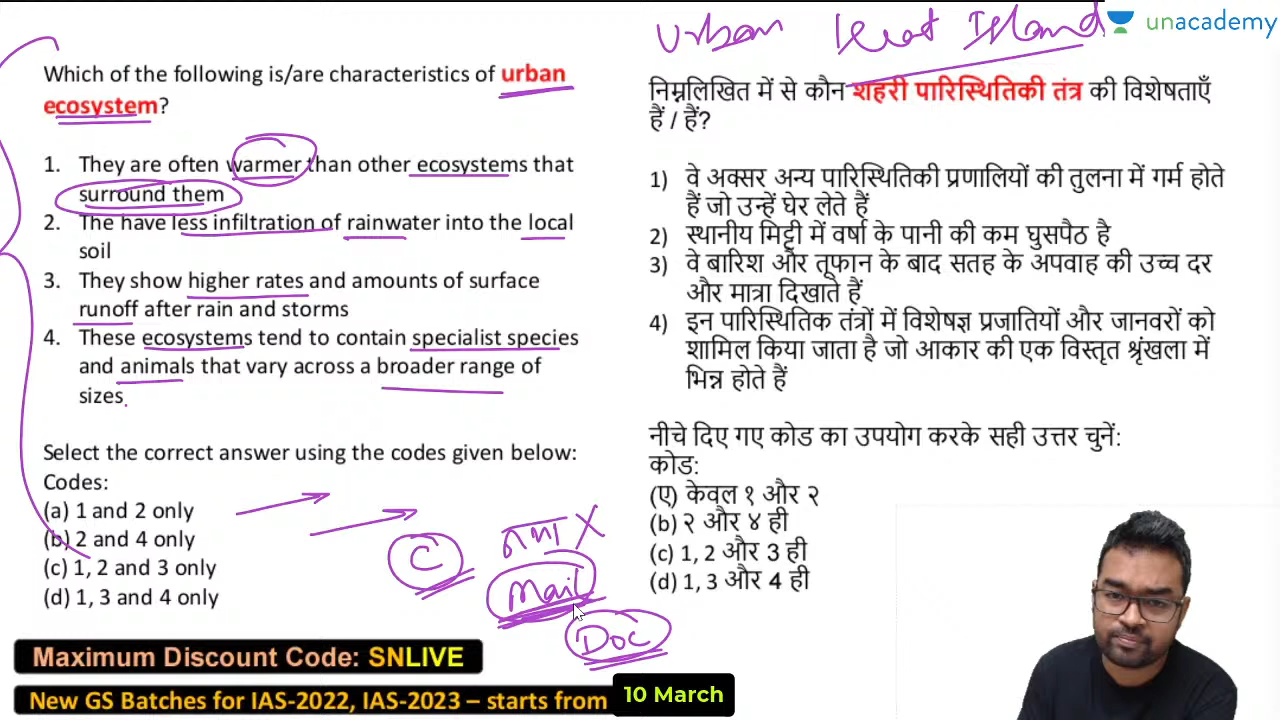 Urban Heat Island
unacademy
Which of the following is/are characteristics of urban
ecosystem?
1. They are often warmer than other ecosystems that
surround them
2. The have less infiltration of rainwater into the local
soil
3. They show higher rates and amounts of surface
runoff after rain and storms
4. These ecosystems tend to contain specialist species
and animals that vary across a broader range of
sizes.
Select the correct answer using the codes given below:
Codes:
(a) 1 and 2 only
(b) 2 and 4 only
(c) 1, 2 and 3 only
(d) 1, 3 and 4 only
C
Mail
Doc
निम्नलिखित में से कौन शहरी पारिस्थितिकी तंत्र की विशेषताएँ
हैं / हैं?
1) वे अक्सर अन्य पारिस्थितिकी प्रणालियों की तुलना में गर्म होते
हैं जो उन्हें घेर लेते हैं
2) स्थानीय मिट्टी में वर्षा के पानी की कम घुसपैठ है
3) वे बारिश और तूफान के बाद सतह के अपवाह की उच्च दर
और मात्रा दिखाते हैं
4) इन पारिस्थितिक तंत्रों में विशेषज्ञ प्रजातियों और जानवरों को
शामिल किया जाता है जो आकार की एक विस्तृत श्रृंखला में
भिन्न होते हैं
नीचे दिए गए कोड का उपयोग करके सही उत्तर चुनें:
कोड:
(ए) केवल १ और २
(b) २ और ४ ही
(c) 1, 2 और 3 ही
(d) 1, 3 और 4 ही
Maximum Discount Code: SNLIVE
New GS Batches for IAS-2022, IAS-2023 – starts from 10 March